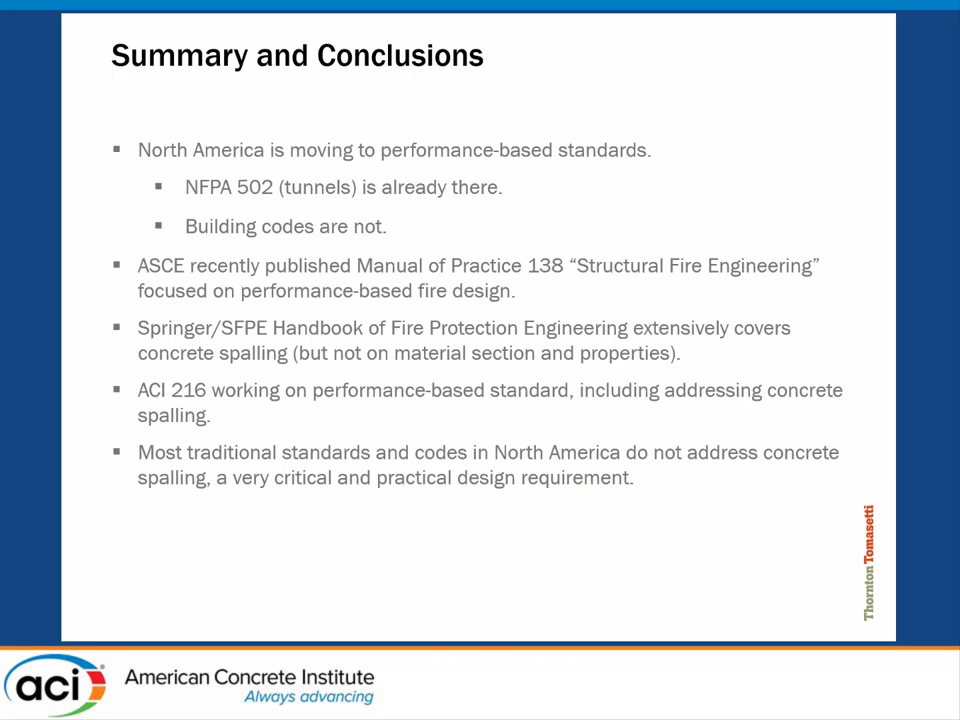 Summary and Conclusions
▪ North America is moving to performance-based standards.
▪ NFPA 502 (tunnels) is already there.
▪ Building codes are not.
▪ ASCE recently published Manual of Practice 138 “Structural Fire Engineering”
focused on performance-based fire design.
▪ Springer/SFPE Handbook of Fire Protection Engineering extensively covers
concrete spalling (but not on material section and properties).
▪ ACI 216 working on performance-based standard, including addressing concrete
spalling.
▪ Most traditional standards and codes in North America do not address concrete
spalling, a very critical and practical design requirement.
Thornton Tomasetti
aci®
American Concrete Institute
Always advancing